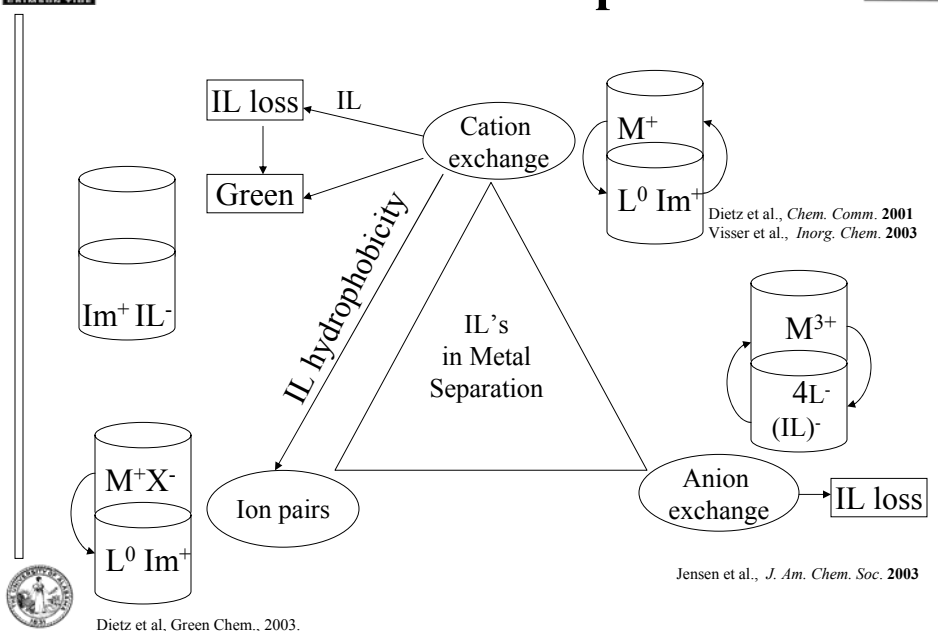 IL loss
IL
Green
Cation
exchange
M⁺
L⁰ Im⁺
Dietz et al., Chem. Comm. 2001
Visser et al., Inorg. Chem. 2003
Im⁺ IL⁻
IL hydrophobicity
IL's
in Metal
Separation
M³⁺
4L⁻
(IL)⁻
M⁺X⁻
L⁰ Im⁺
Ion pairs
Anion
exchange
IL loss
Jensen et al., J. Am. Chem. Soc. 2003
Dietz et al, Green Chem., 2003.